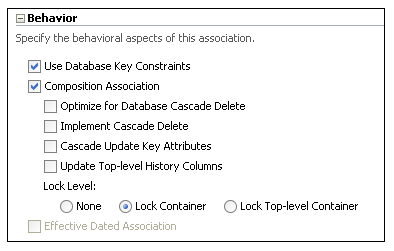 Behavior
Specify the behavioral aspects of this association.
Use Database Key Constraints
Composition Association
Optimize for Database Cascade Delete
Implement Cascade Delete
Cascade Update Key Attributes
Update Top-level History Columns
Lock Level:
None Lock Container Lock Top-level Container
Effective Dated Association